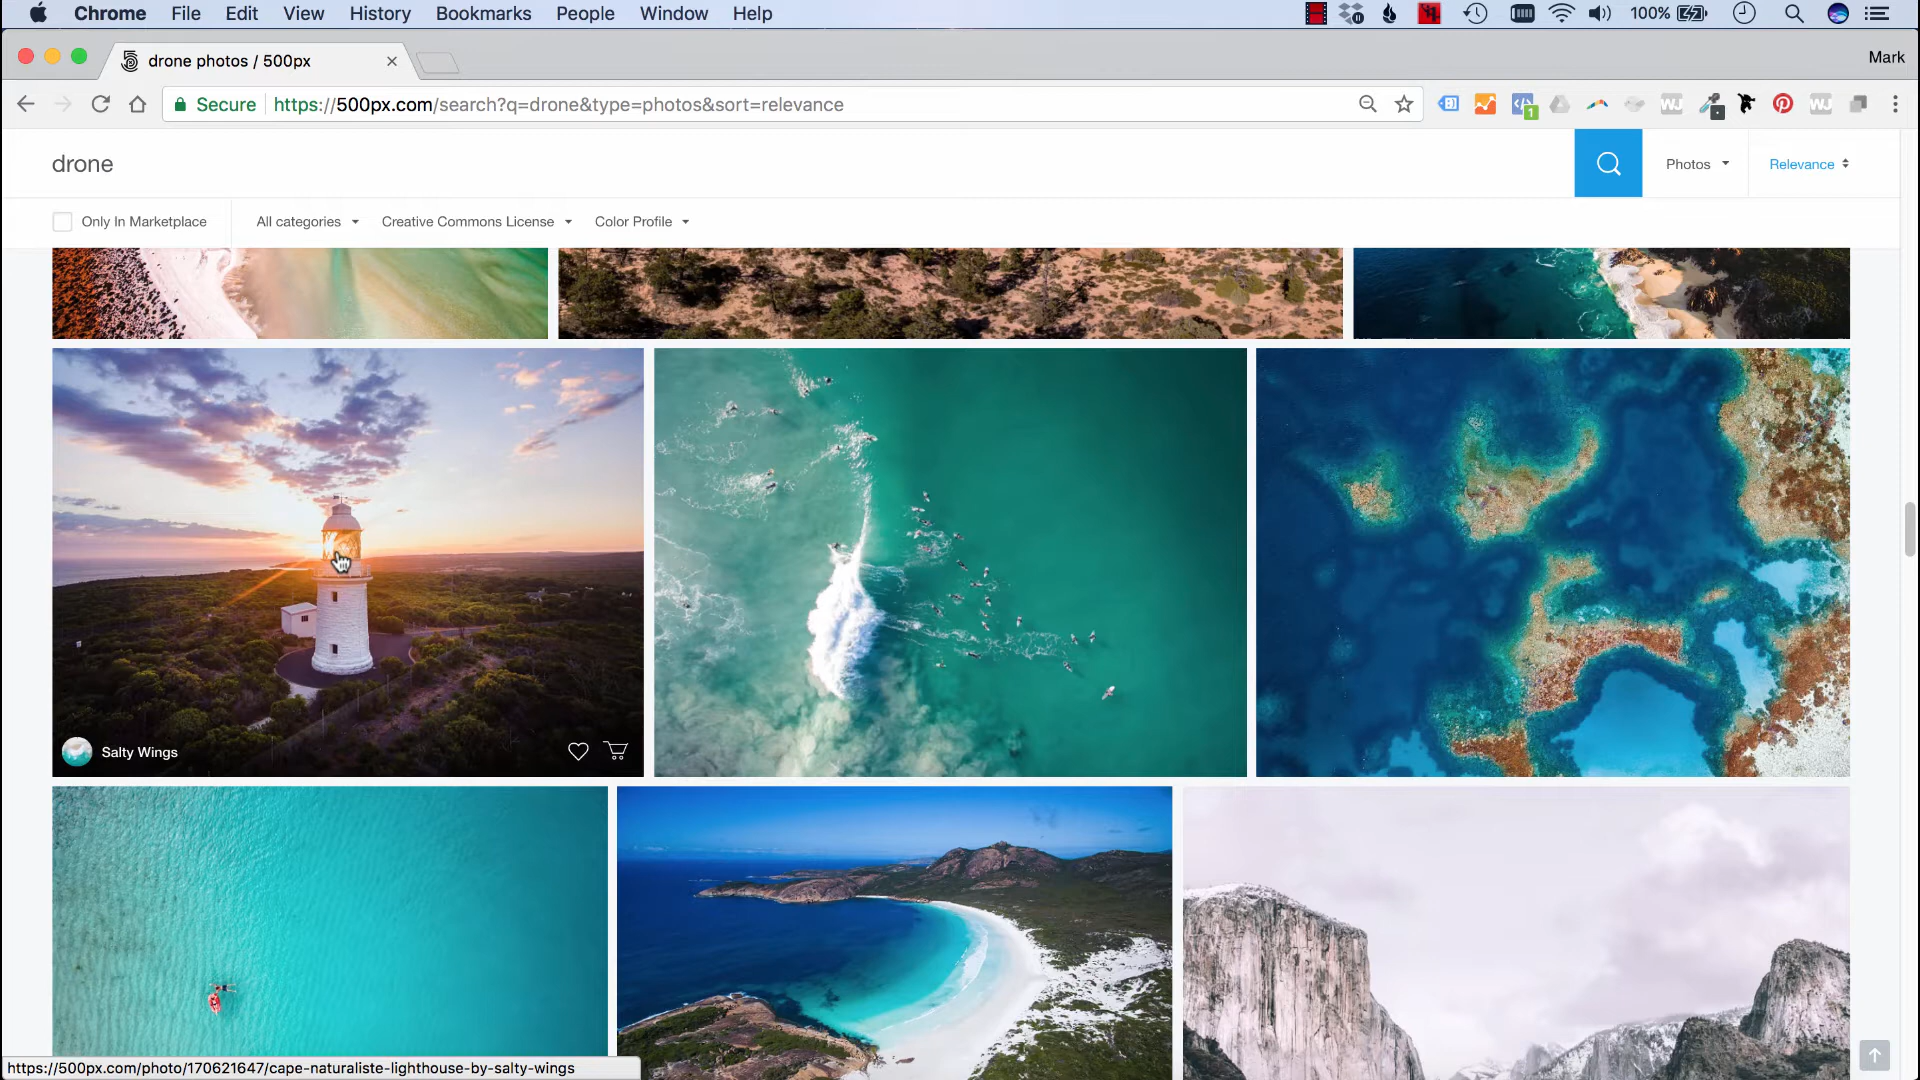 Chrome File Edit View History Bookmarks People Window Help 100%
drone photos / 500px Mark
Secure https://500px.com/search?q=drone&type=photos&sort=relevance
drone Photos Relevance
Only In Marketplace All categories Creative Commons License Color Profile
Salty Wings
https://500px.com/photo/170621647/cape-naturaliste-lighthouse-by-salty-wings